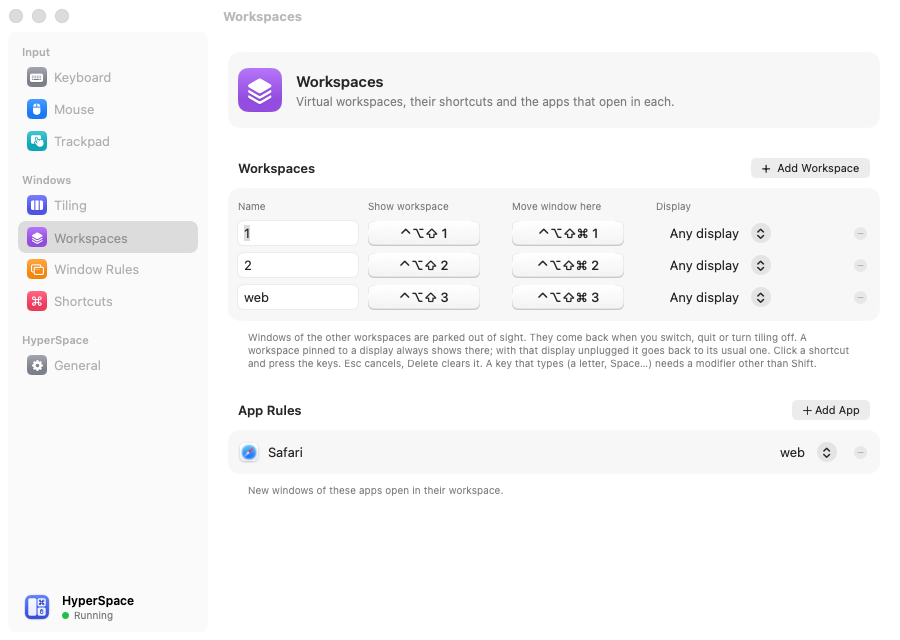 Workspaces
Input
Keyboard
Mouse
Trackpad
Windows
Tiling
Workspaces
Window Rules
Shortcuts
HyperSpace
General
HyperSpace
Running
Workspaces
Virtual workspaces, their shortcuts and the apps that open in each.
Workspaces
+ Add Workspace
Name Show workspace Move window here Display
1 ⌃⌥⇧ 1 ⌃⌥⇧⌘ 1 Any display
2 ⌃⌥⇧ 2 ⌃⌥⇧⌘ 2 Any display
web ⌃⌥⇧ 3 ⌃⌥⇧⌘ 3 Any display
Windows of the other workspaces are parked out of sight. They come back when you switch, quit or turn tiling off. A
workspace pinned to a display always shows there; with that display unplugged it goes back to its usual one. Click a shortcut
and press the keys. Esc cancels, Delete clears it. A key that types (a letter, Space…) needs a modifier other than Shift.
App Rules
+ Add App
Safari web
New windows of these apps open in their workspace.